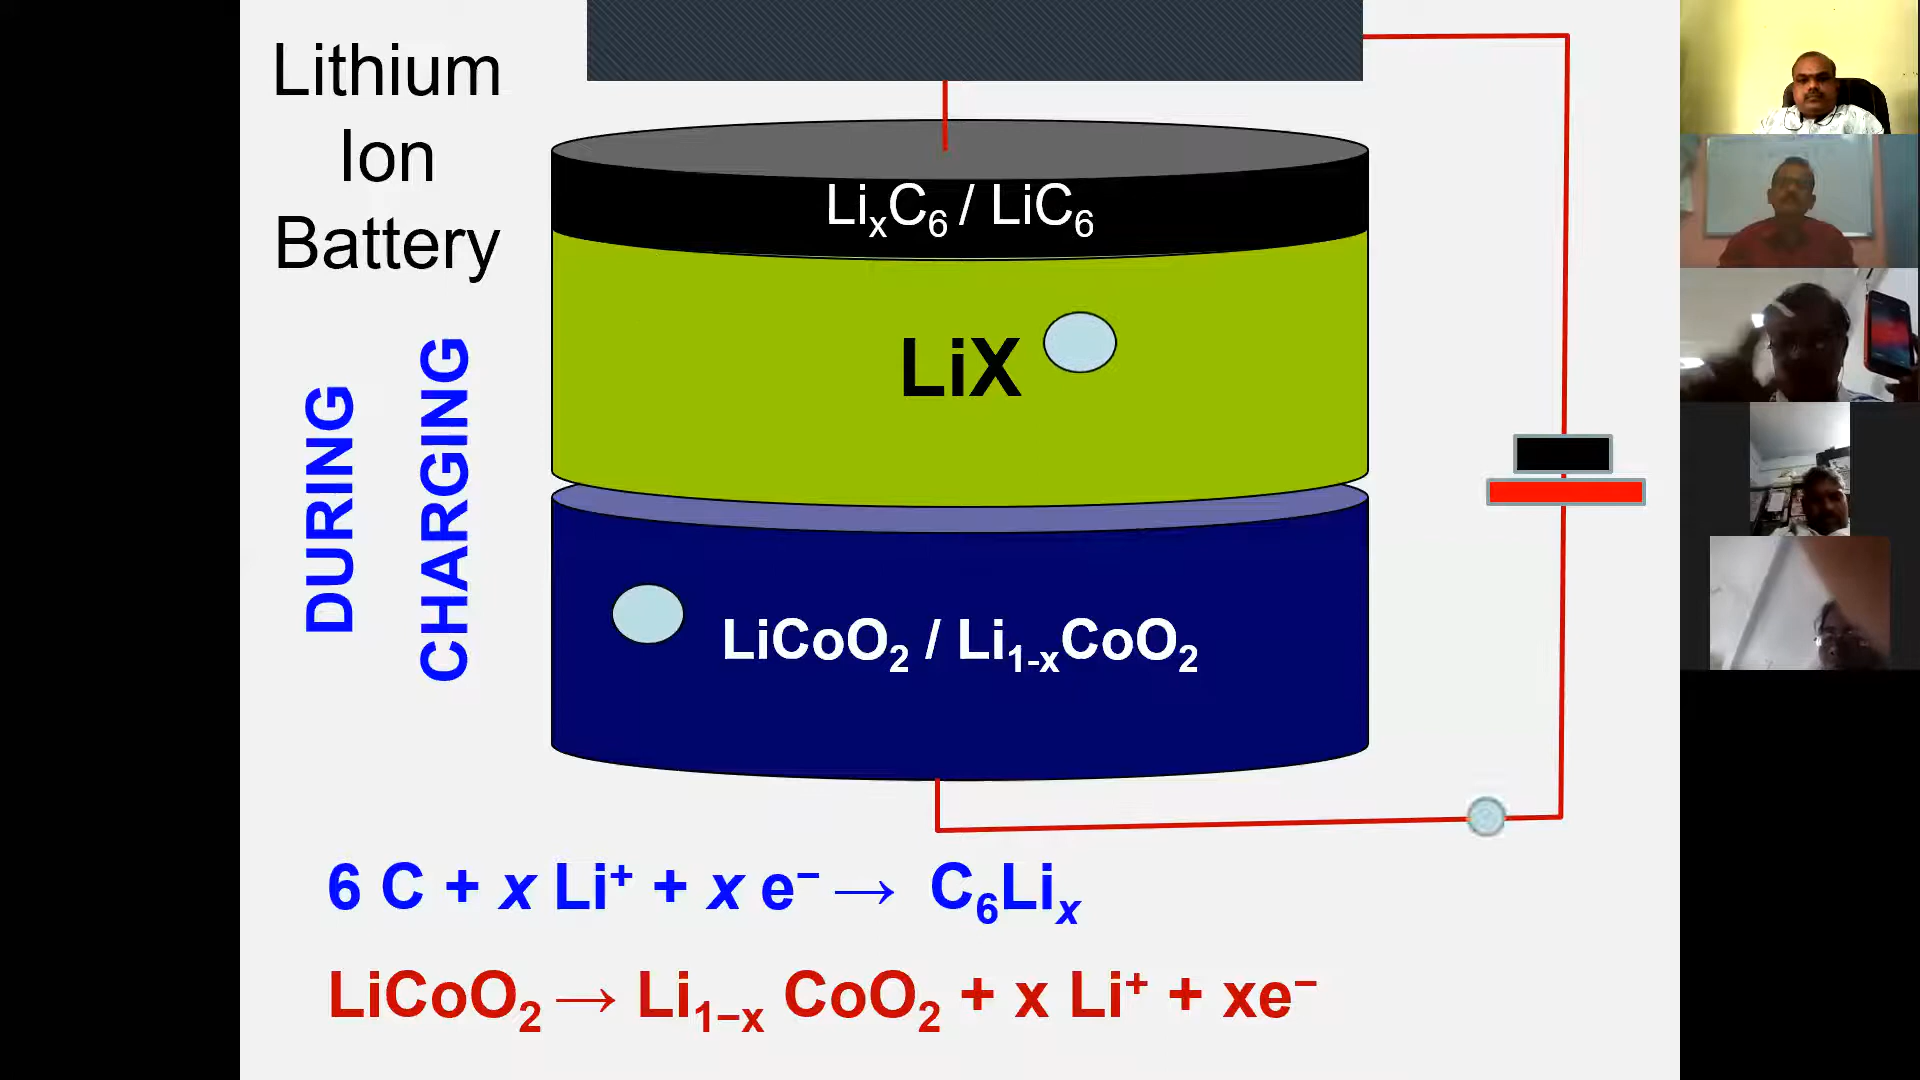 Lithium
Ion
Battery
DURING
CHARGING
LiₓC₆ / LiC₆
LiX
LiCoO₂ / Li₁₋ₓCoO₂
6 C + x Li⁺ + x e⁻ → C₆Liₓ
LiCoO₂ → Li₁₋ₓ CoO₂ + x Li⁺ + xe⁻